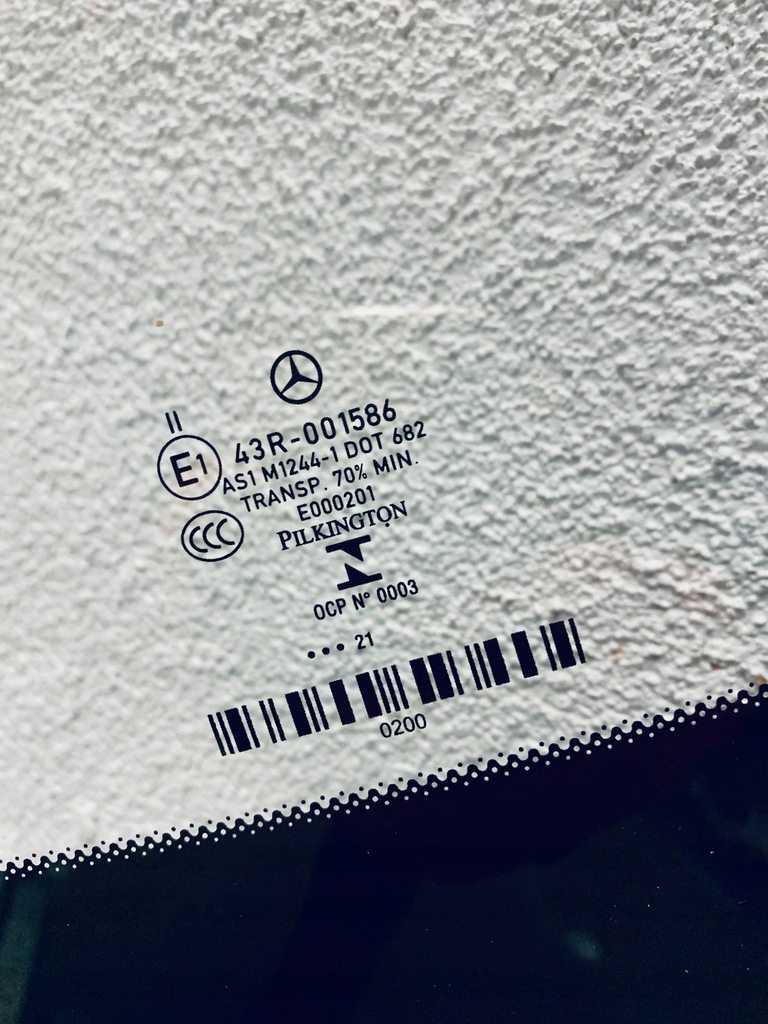 II
E1
43R-001586
AS1 M1244-1 DOT 682
TRANSP. 70% MIN.
E000201
CCC
PILKINGTON
OCP Nº 0003
••• 21
0200